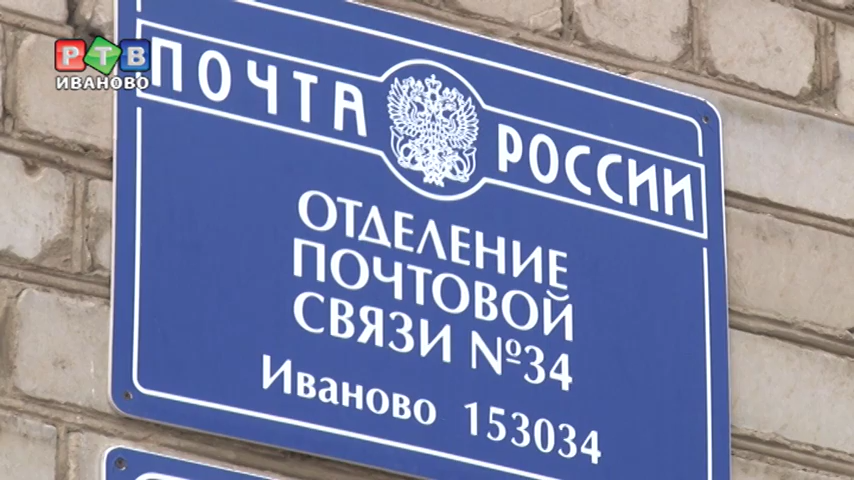 РТВ
ИВАНОВО
ПОЧТА РОССИИ
ОТДЕЛЕНИЕ
ПОЧТОВОЙ
СВЯЗИ №34
Иваново 153034